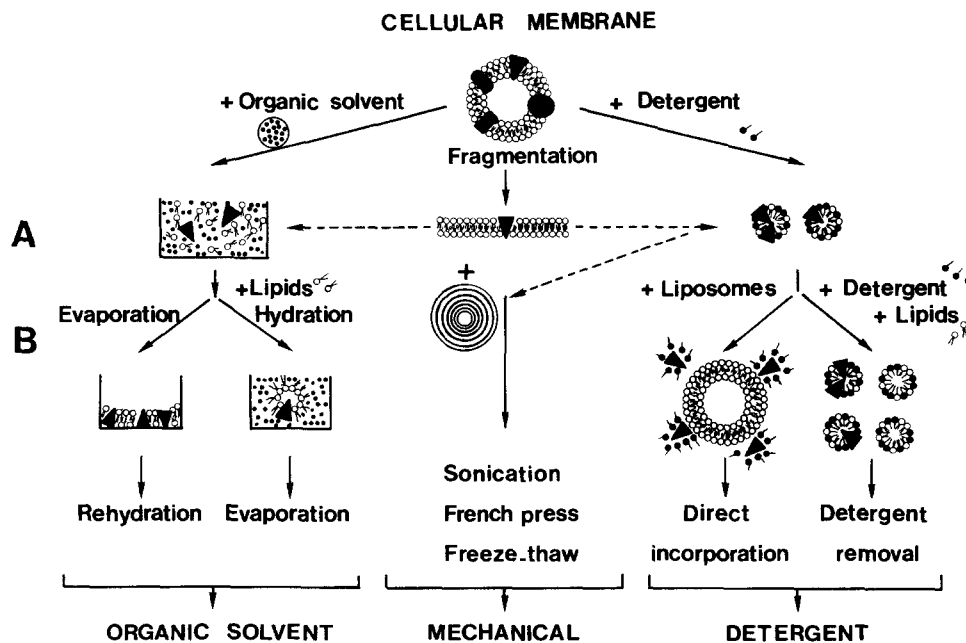 CELLULAR MEMBRANE
+ Organic solvent
+ Detergent
Fragmentation
A
+
+Lipids
Evaporation
Hydration
+ Liposomes
+ Detergent
+ Lipids
B
Sonication
Rehydration
Evaporation
French press
Direct
Detergent
Freeze-thaw
incorporation
removal
ORGANIC SOLVENT
MECHANICAL
DETERGENT